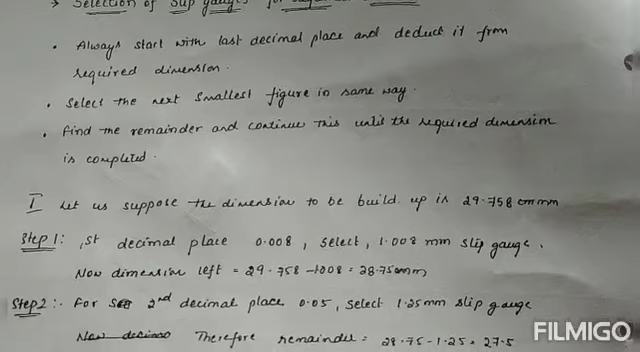 → Selection of Slip gauges for required
• Always start with last decimal place and deduct it from
required dimension.
• Select the next smallest figure in same way.
• Find the remainder and continue this until the required dimension
is completed.
I Let us suppose the dimension to be build up is 29.758 mm
Step 1: 1st decimal place 0.008, select, 1.008 mm slip gauge.
Now dimension left = 29.758 - 1.008 = 28.75mm
Step 2:- For 2nd decimal place 0.05, select 1.25mm slip gauge
Therefore remainder = 28.75 - 1.25 = 27.5
FILMIGO